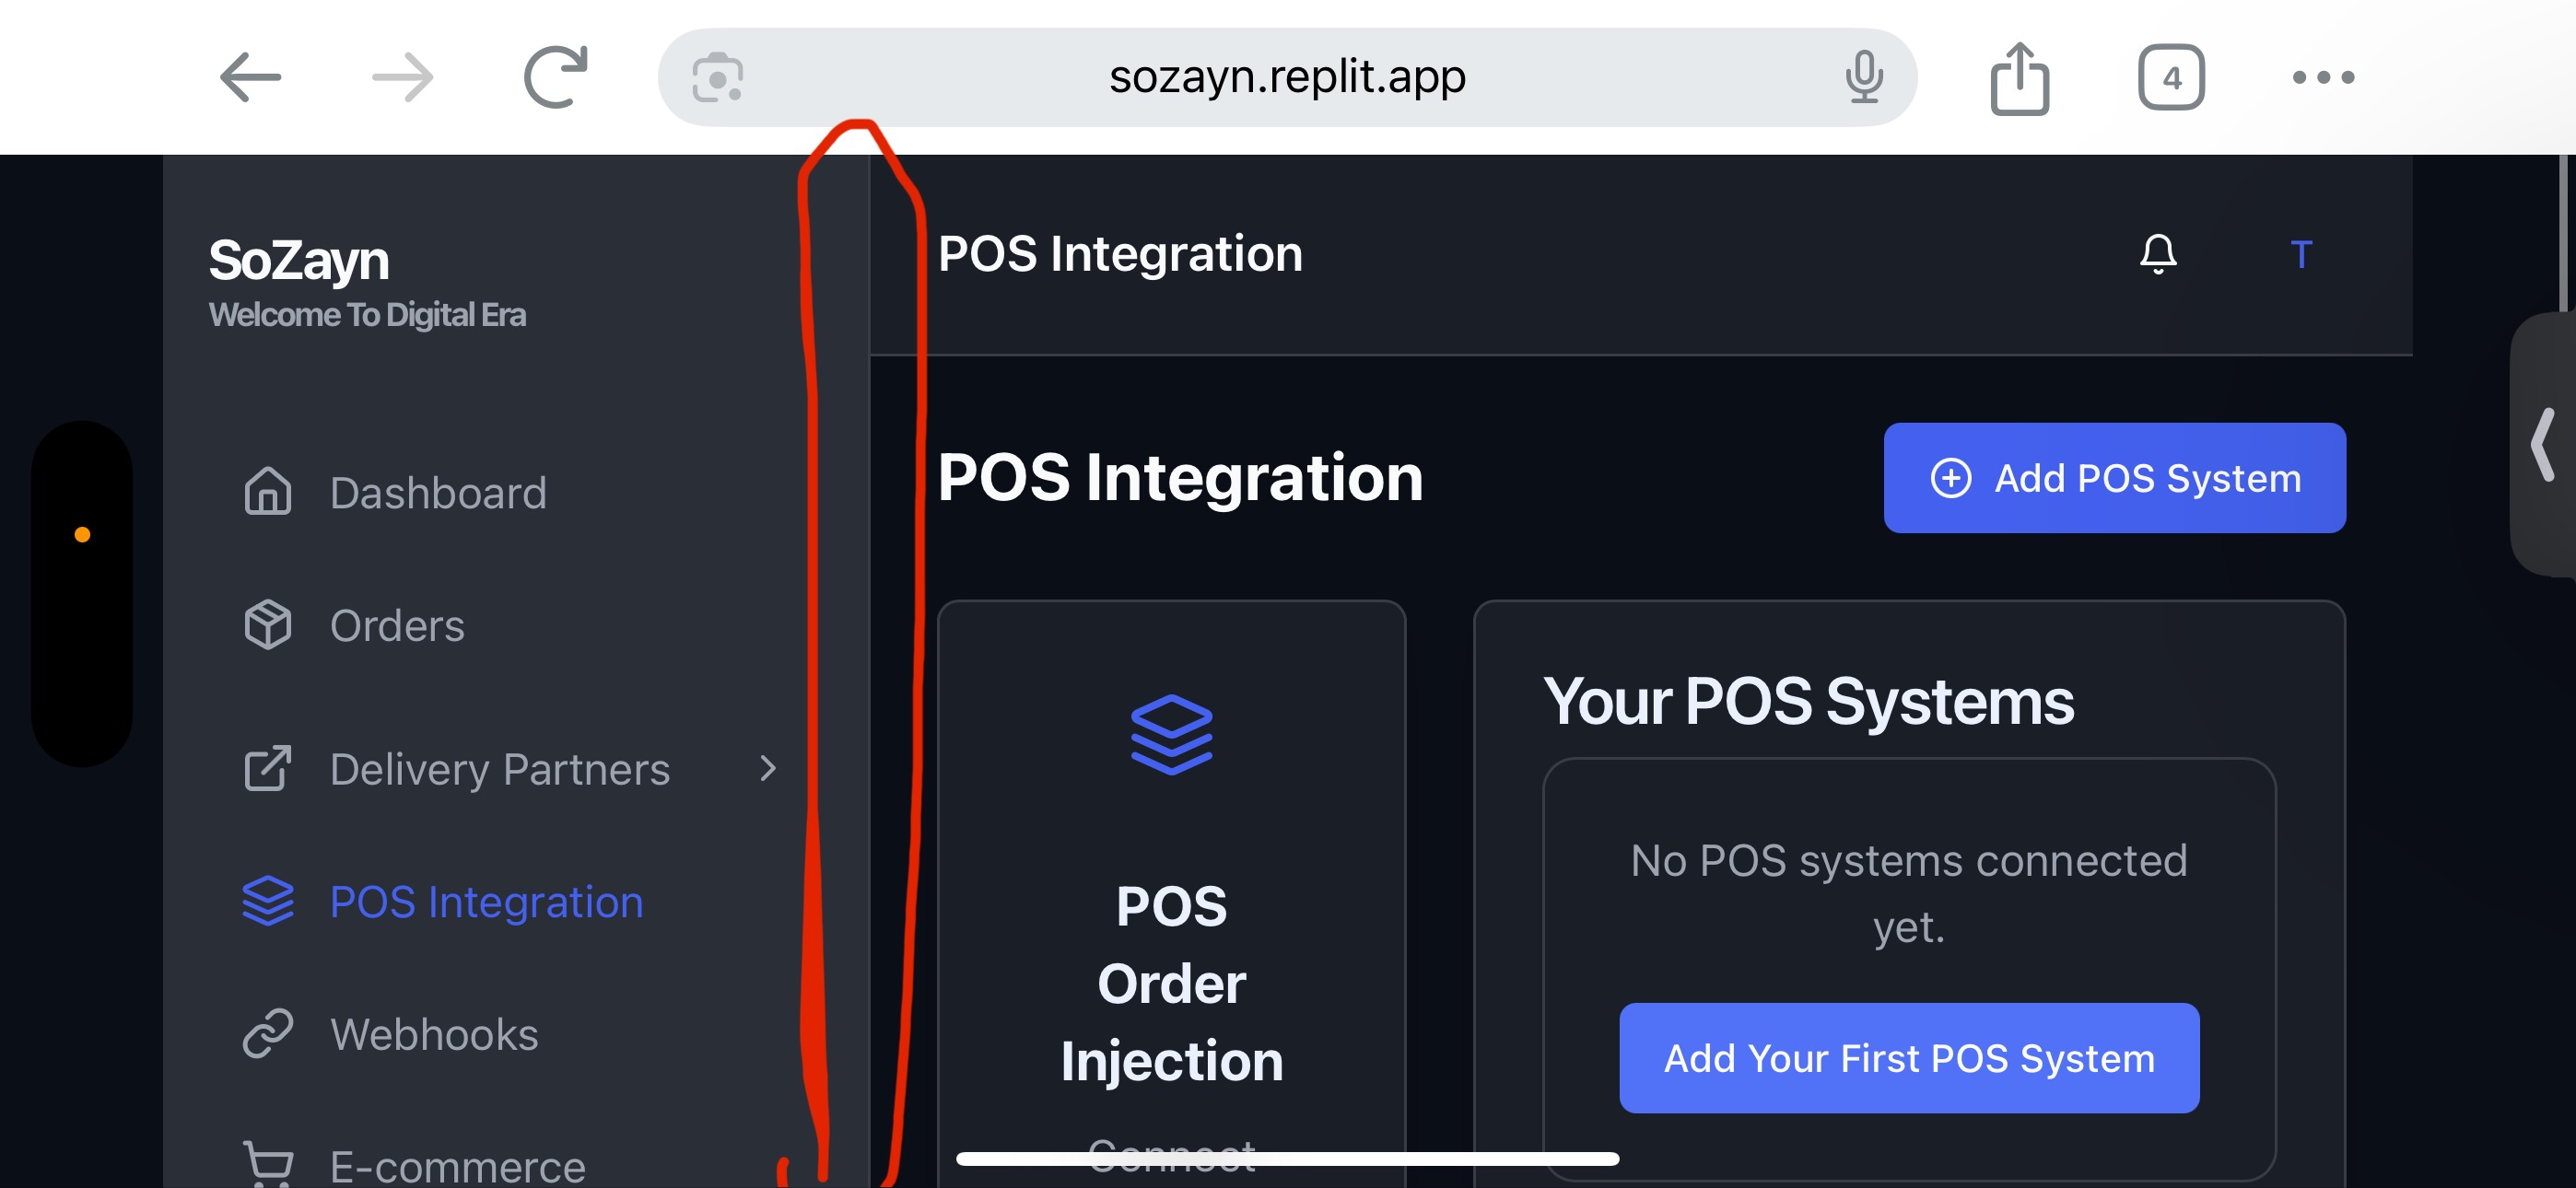 sozayn.replit.app
4
SoZayn
Welcome To Digital Era
Dashboard
Orders
Delivery Partners
POS Integration
Webhooks
E-commerce
POS Integration
T
POS Integration
Add POS System
POS
Order
Injection
Connect
Your POS Systems
No POS systems connected
yet.
Add Your First POS System